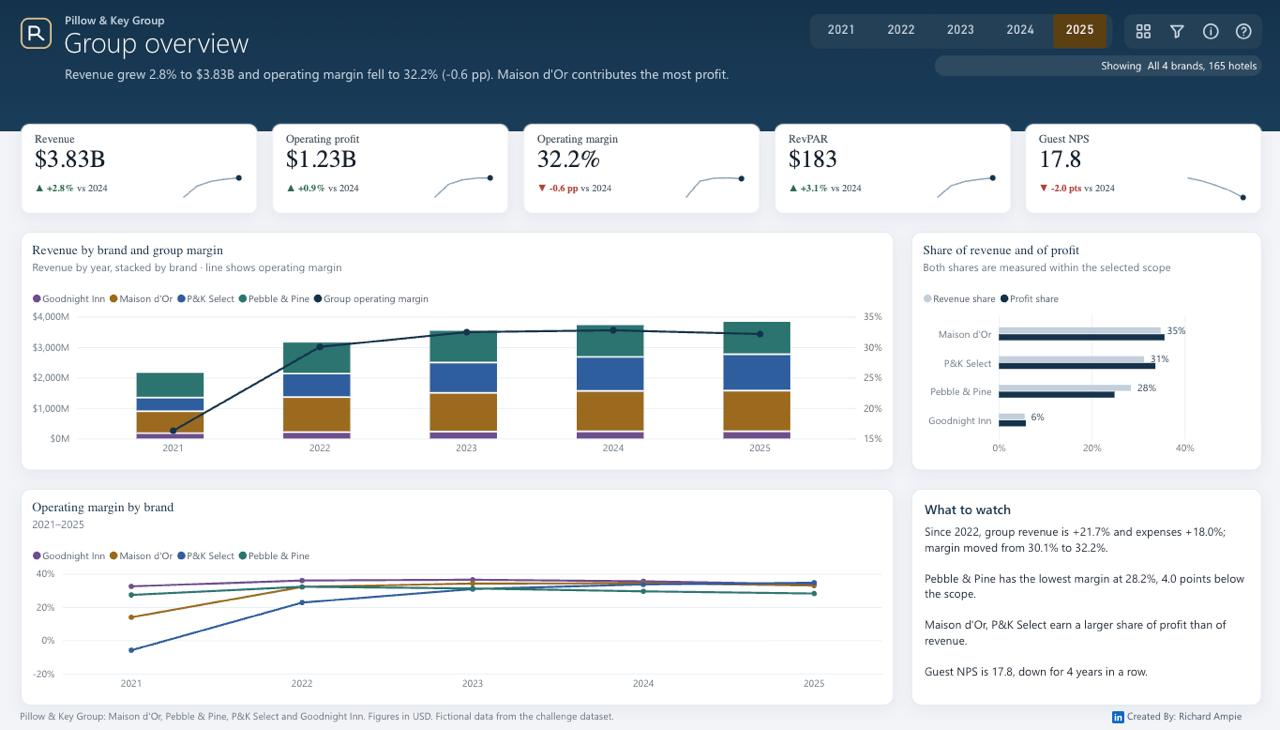 Pillow & Key Group
Group overview
Revenue grew 2.8% to $3.83B and operating margin fell to 32.2% (-0.6 pp). Maison d'Or contributes the most profit.
2021 2022 2023 2024 2025
Showing All 4 brands, 165 hotels
Revenue
$3.83B
▲ +2.8% vs 2024
Operating profit
$1.23B
▲ +0.9% vs 2024
Operating margin
32.2%
▼ -0.6 pp vs 2024
RevPAR
$183
▲ +3.1% vs 2024
Guest NPS
17.8
▼ -2.0 pts vs 2024
Revenue by brand and group margin
Revenue by year, stacked by brand · line shows operating margin
Goodnight Inn Maison d'Or P&K Select Pebble & Pine Group operating margin
$4,000M 35%
$3,000M 30%
$2,000M 25%
$1,000M 20%
$0M 15%
2021 2022 2023 2024 2025
Share of revenue and of profit
Both shares are measured within the selected scope
Revenue share Profit share
Maison d'Or 35%
P&K Select 31%
Pebble & Pine 28%
Goodnight Inn 6%
0% 20% 40%
Operating margin by brand
2021–2025
Goodnight Inn Maison d'Or P&K Select Pebble & Pine
40%
20%
0%
-20%
2021 2022 2023 2024 2025
What to watch
Since 2022, group revenue is +21.7% and expenses +18.0%;
margin moved from 30.1% to 32.2%.
Pebble & Pine has the lowest margin at 28.2%, 4.0 points below
the scope.
Maison d'Or, P&K Select earn a larger share of profit than of
revenue.
Guest NPS is 17.8, down for 4 years in a row.
Pillow & Key Group: Maison d'Or, Pebble & Pine, P&K Select and Goodnight Inn. Figures in USD. Fictional data from the challenge dataset.
in Created By: Richard Ampie